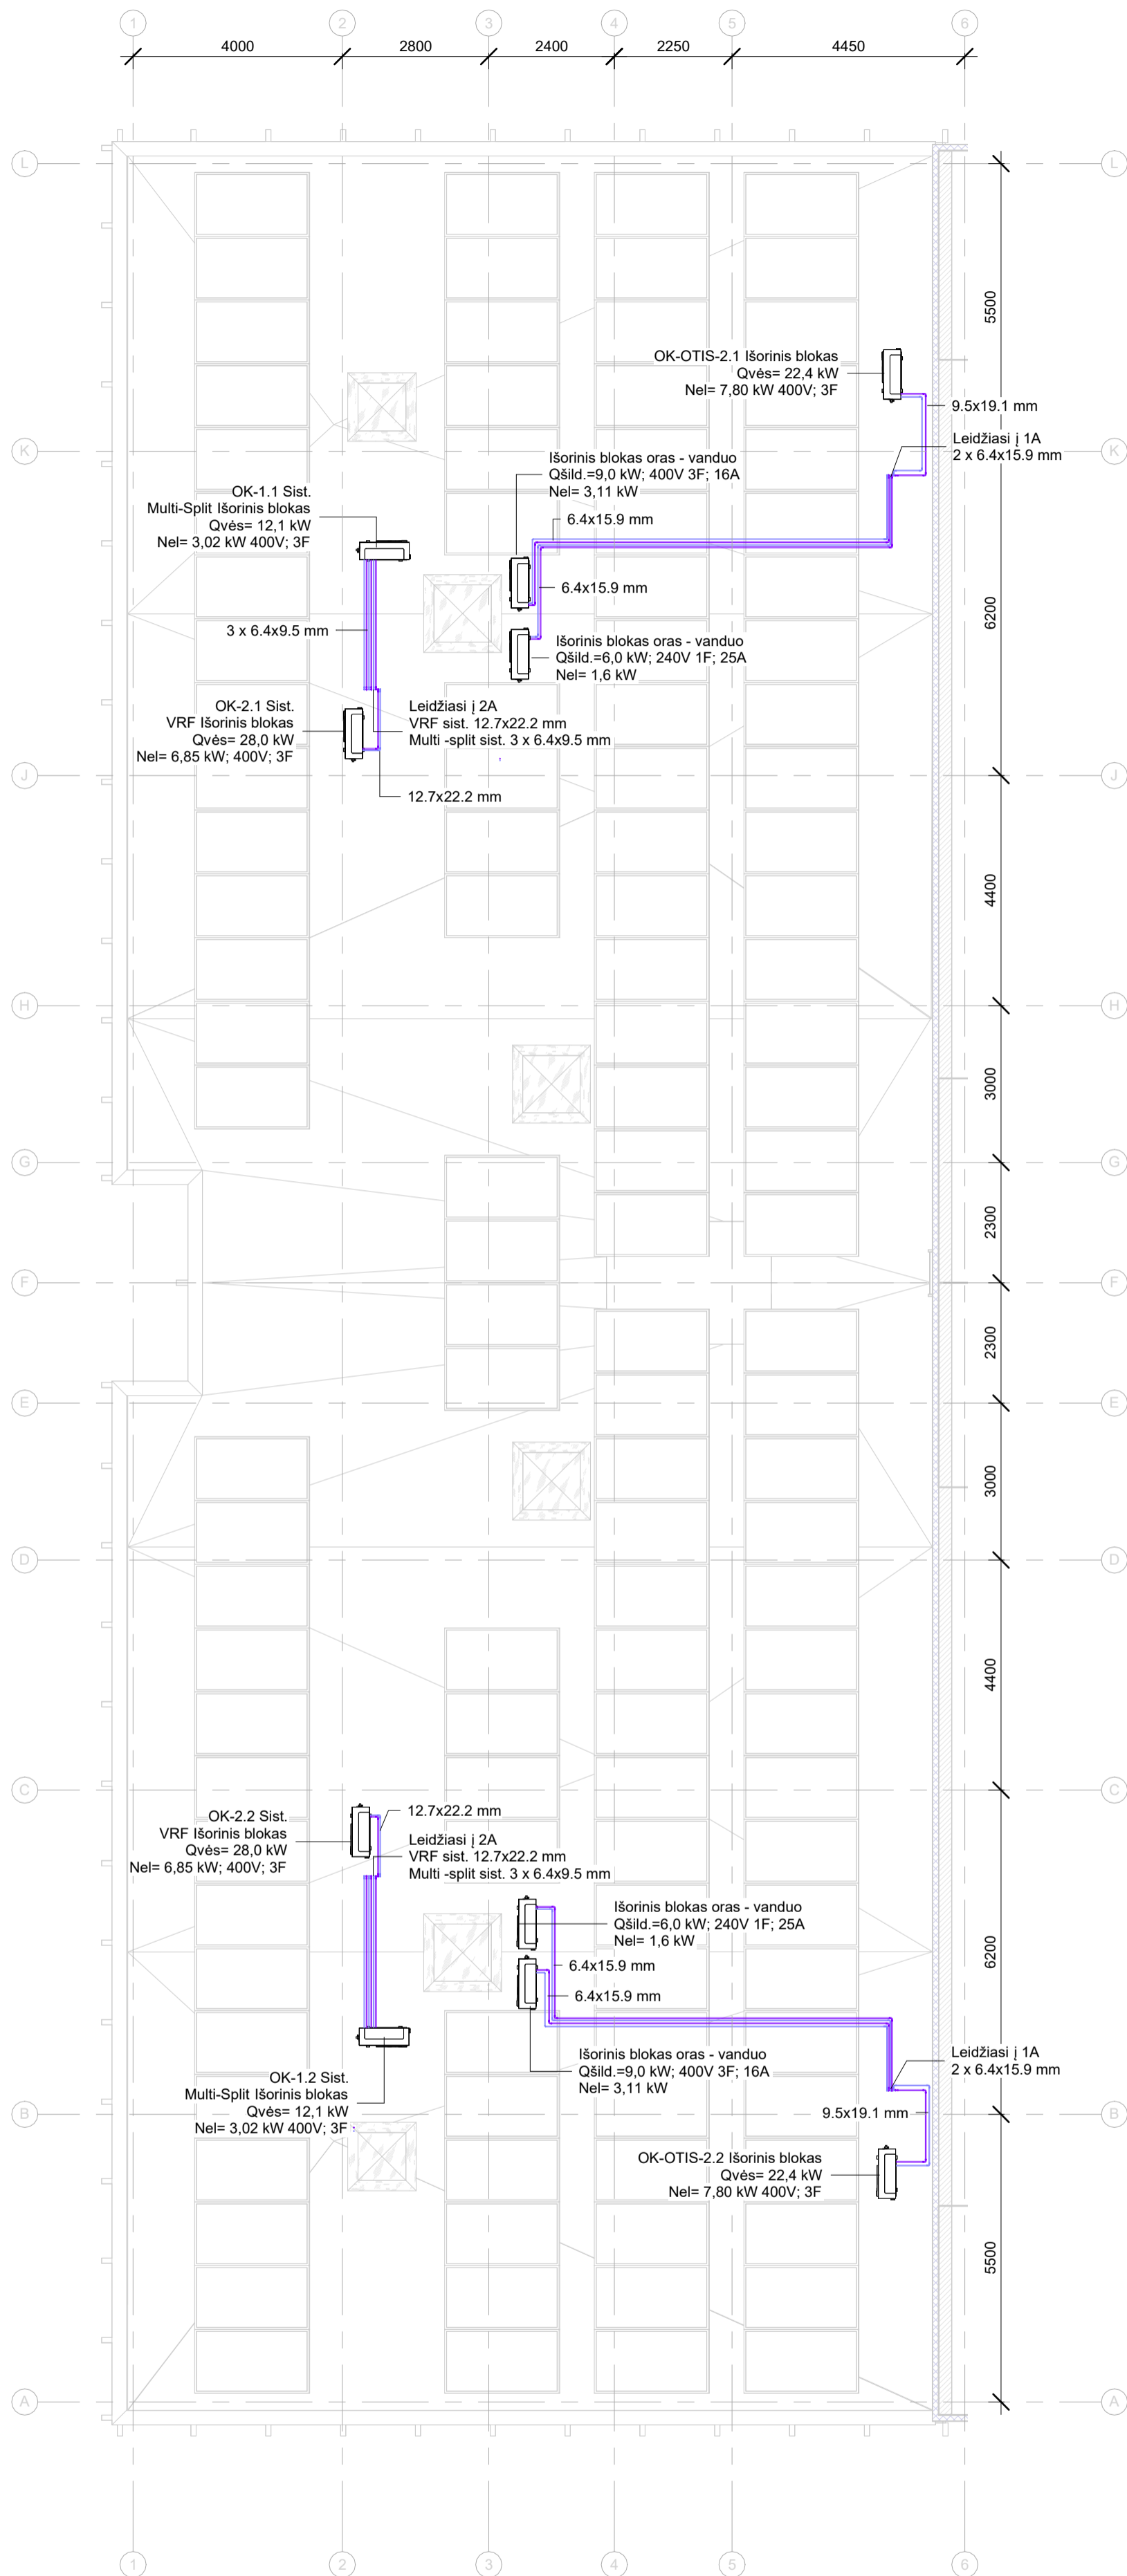 1 2 3 4 5 6
4000 2800 2400 2250 4450
L L
5500
OK-OTIS-2.1 Išorinis blokas
Qvės= 22,4 kW
Nel= 7,80 kW 400V; 3F
9.5x19.1 mm
Leidžiasi į 1A
2 x 6.4x15.9 mm
K K
Išorinis blokas oras - vanduo
Qšild.=9,0 kW; 400V 3F; 16A
Nel= 3,11 kW
OK-1.1 Sist.
Multi-Split Išorinis blokas
Qvės= 12,1 kW
Nel= 3,02 kW 400V; 3F
6.4x15.9 mm
6.4x15.9 mm
6200
3 x 6.4x9.5 mm
Išorinis blokas oras - vanduo
Qšild.=6,0 kW; 240V 1F; 25A
Nel= 1,6 kW
OK-2.1 Sist.
VRF Išorinis blokas
Qvės= 28,0 kW
Nel= 6,85 kW; 400V; 3F
Leidžiasi į 2A
VRF sist. 12.7x22.2 mm
Multi -split sist. 3 x 6.4x9.5 mm
J J
12.7x22.2 mm
4400
H H
3000
G G
2300
F F
2300
E E
3000
D D
4400
C C
OK-2.2 Sist.
VRF Išorinis blokas
Qvės= 28,0 kW
Nel= 6,85 kW; 400V; 3F
12.7x22.2 mm
Leidžiasi į 2A
VRF sist. 12.7x22.2 mm
Multi -split sist. 3 x 6.4x9.5 mm
Išorinis blokas oras - vanduo
Qšild.=6,0 kW; 240V 1F; 25A
Nel= 1,6 kW
6200
6.4x15.9 mm
6.4x15.9 mm
Išorinis blokas oras - vanduo
Qšild.=9,0 kW; 400V 3F; 16A
Nel= 3,11 kW
Leidžiasi į 1A
2 x 6.4x15.9 mm
OK-1.2 Sist.
Multi-Split Išorinis blokas
Qvės= 12,1 kW
Nel= 3,02 kW 400V; 3F
B B
9.5x19.1 mm
OK-OTIS-2.2 Išorinis blokas
Qvės= 22,4 kW
Nel= 7,80 kW 400V; 3F
5500
A A
1 2 3 4 5 6